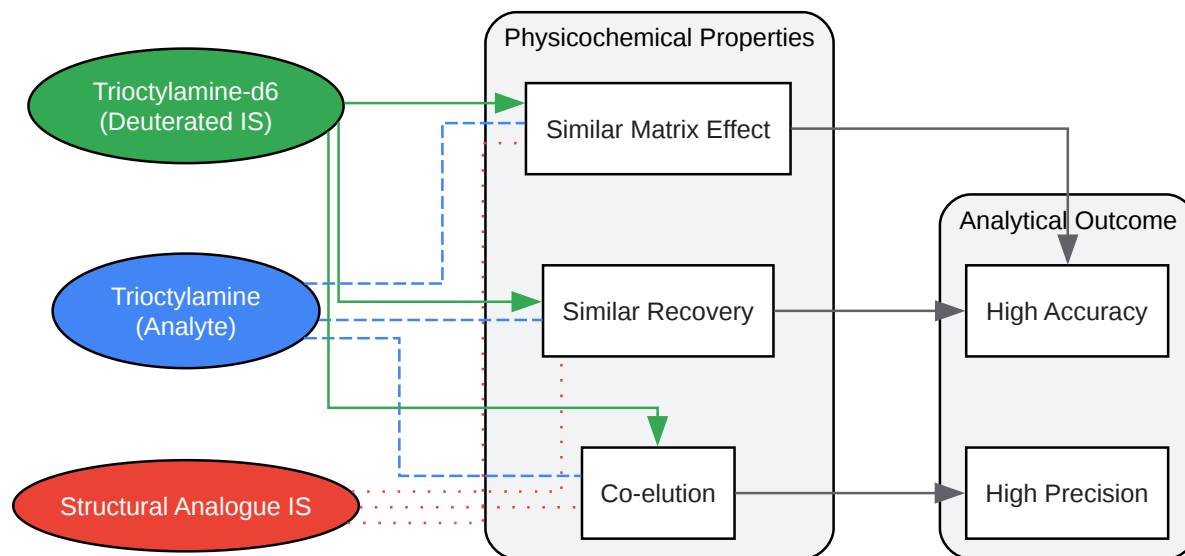 Physicochemical Properties
Trioctylamine-d6
(Deuterated IS)
Similar Matrix Effect
Analytical Outcome
Trioctylamine
(Analyte)
Similar Recovery
High Accuracy
Structural Analogue IS
Co-elution
High Precision